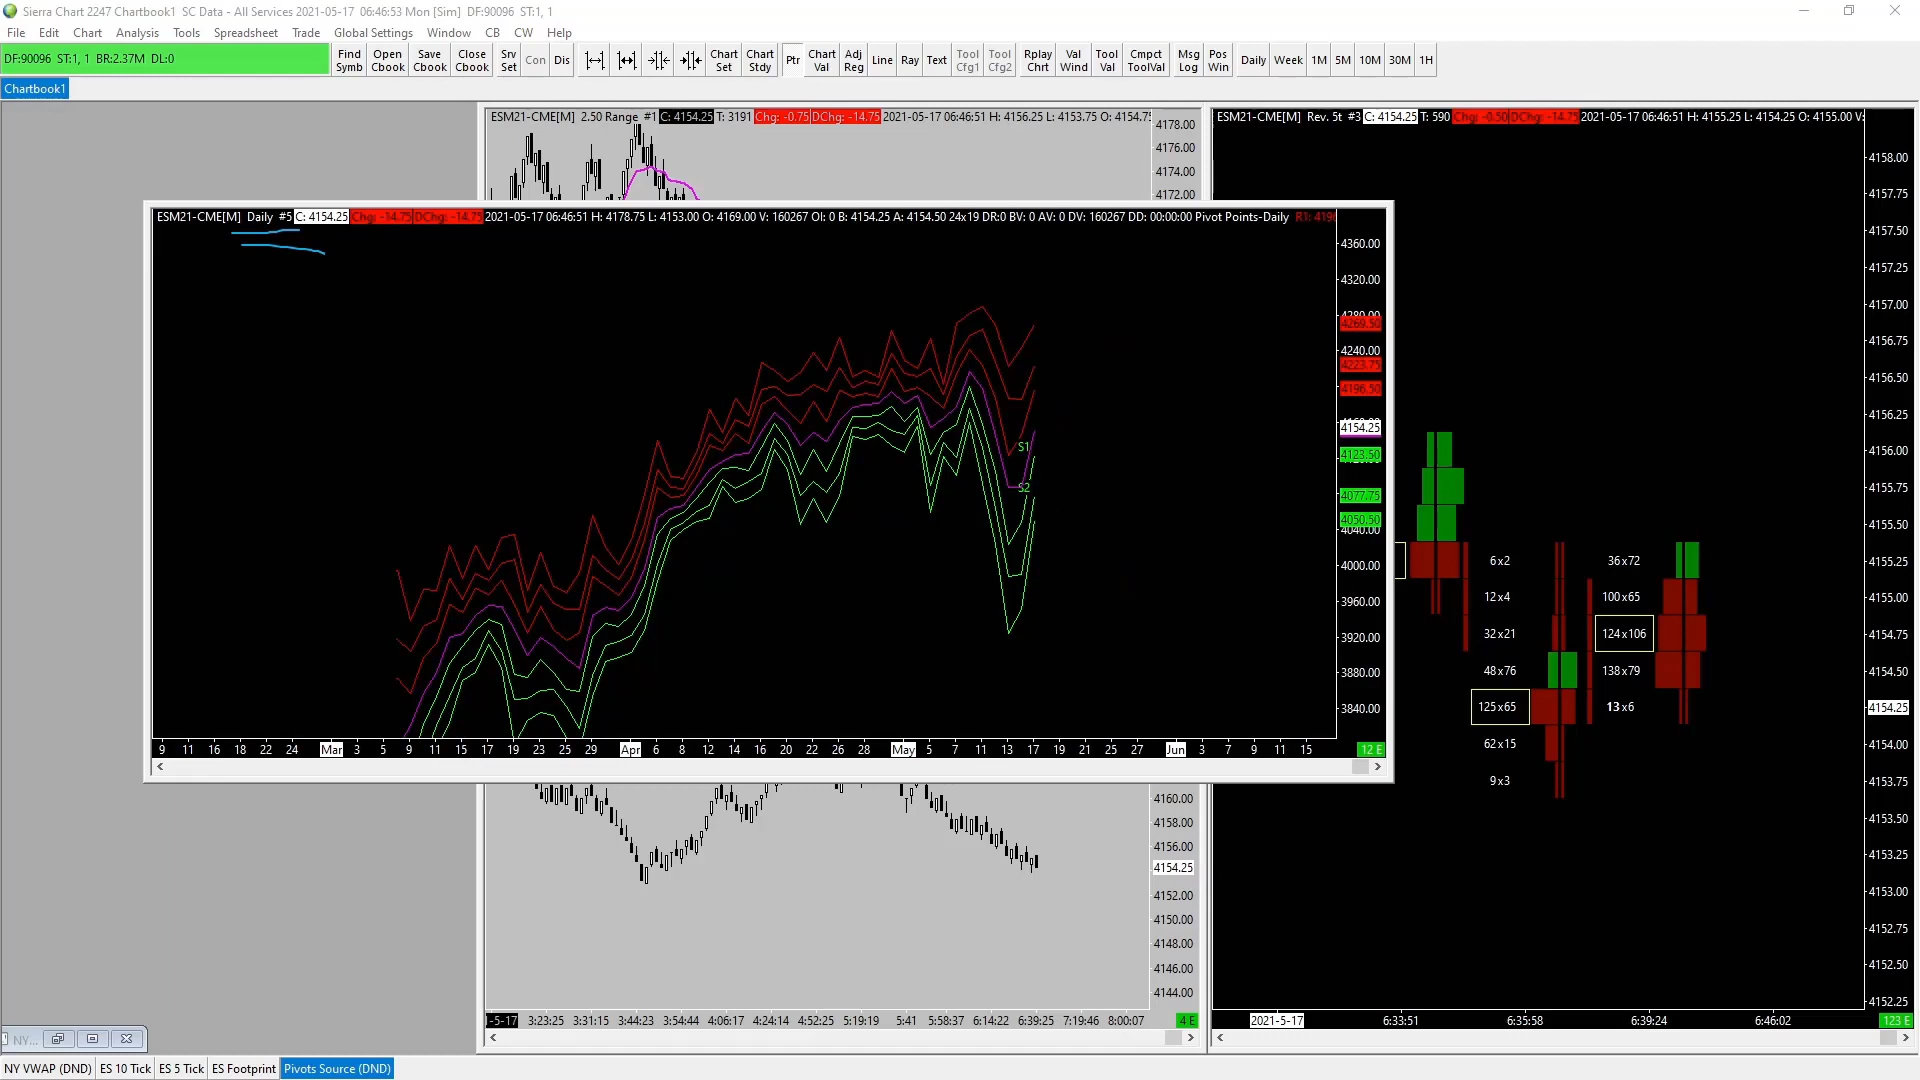 Sierra Chart 2247 Chartbook1  SC Data - All Services 2021-05-17  06:46:53 Mon [Sim]  DF:90096  ST:1, 1
File Edit Chart Analysis Tools Spreadsheet Trade Global Settings Window CB CW Help
DF:90096  ST:1, 1  BR:2.37M  DL:0
Find Symb
Open Cbook
Save Cbook
Close Cbook
Srv Set
Con
Dis
Chart Set
Chart Stdy
Ptr
Chart Val
Adj Reg
Line
Ray
Text
Tool Cfg1
Tool Cfg2
Rplay Chrt
Val Wind
Tool Val
Cmpct ToolVal
Msg Log
Pos Win
Daily
Week
1M
5M
10M
30M
1H
Chartbook1
ESM21-CME[M]  2.50 Range  #1 C: 4154.25 T: 3191 Chg: -0.75 DChg: -14.75 2021-05-17 06:46:51 H: 4156.25 L: 4153.75 O: 4154.75
4178.00
4176.00
4174.00
4172.00
ESM21-CME[M]  Rev. 5t  #3 C: 4154.25 T: 590 Chg: -0.50 DChg: -14.75 2021-05-17 06:46:51 H: 4155.25 L: 4154.25 O: 4155.00 V:
ESM21-CME[M]  Daily  #5 C: 4154.25 Chg: -14.75 DChg: -14.75 2021-05-17 06:46:51 H: 4178.75 L: 4153.00 O: 4169.00 V: 160267 OI: 0 B: 4154.25 A: 4154.50 24x19 DR:0 BV: 0 AV: 0 DV: 160267 DD: 00:00:00 Pivot Points-Daily R1: 4196
4360.00
4320.00
4280.00
4269.50
4240.00
4223.75
4196.50
4154.25
4123.50
4077.75
4050.50
4040.00
4000.00
3960.00
3920.00
3880.00
3840.00
S1
S2
9 11 16 18 22 24 Mar 3 5 9 11 15 17 19 23 25 29 Apr 6 8 12 14 16 20 22 26 28 May 5 7 11 13 17 19 21 25 27 Jun 3 7 9 11 15 12 E
4158.00
4157.75
4157.50
4157.25
4157.00
4156.75
4156.50
4156.25
4156.00
4155.75
4155.50
4155.25
4155.00
4154.75
4154.50
4154.25
4154.00
4153.75
4153.50
4153.25
4153.00
4152.75
4152.50
4152.25
6x2
12x4
32x21
48x76
125x65
62x15
9x3
36x72
100x65
124x106
138x79
13x6
4160.00
4158.00
4156.00
4154.25
4152.00
4150.00
4148.00
4146.00
4144.00
-5-17 3:23:25 3:31:15 3:44:23 3:54:44 4:06:17 4:24:14 4:52:25 5:19:19 5:41 5:58:37 6:14:22 6:39:25 7:19:46 8:00:07 4 E
2021-5-17 6:33:51 6:35:58 6:39:24 6:46:02 123 E
NY...
NY VWAP (DND) ES 10 Tick ES 5 Tick ES Footprint Pivots Source (DND)